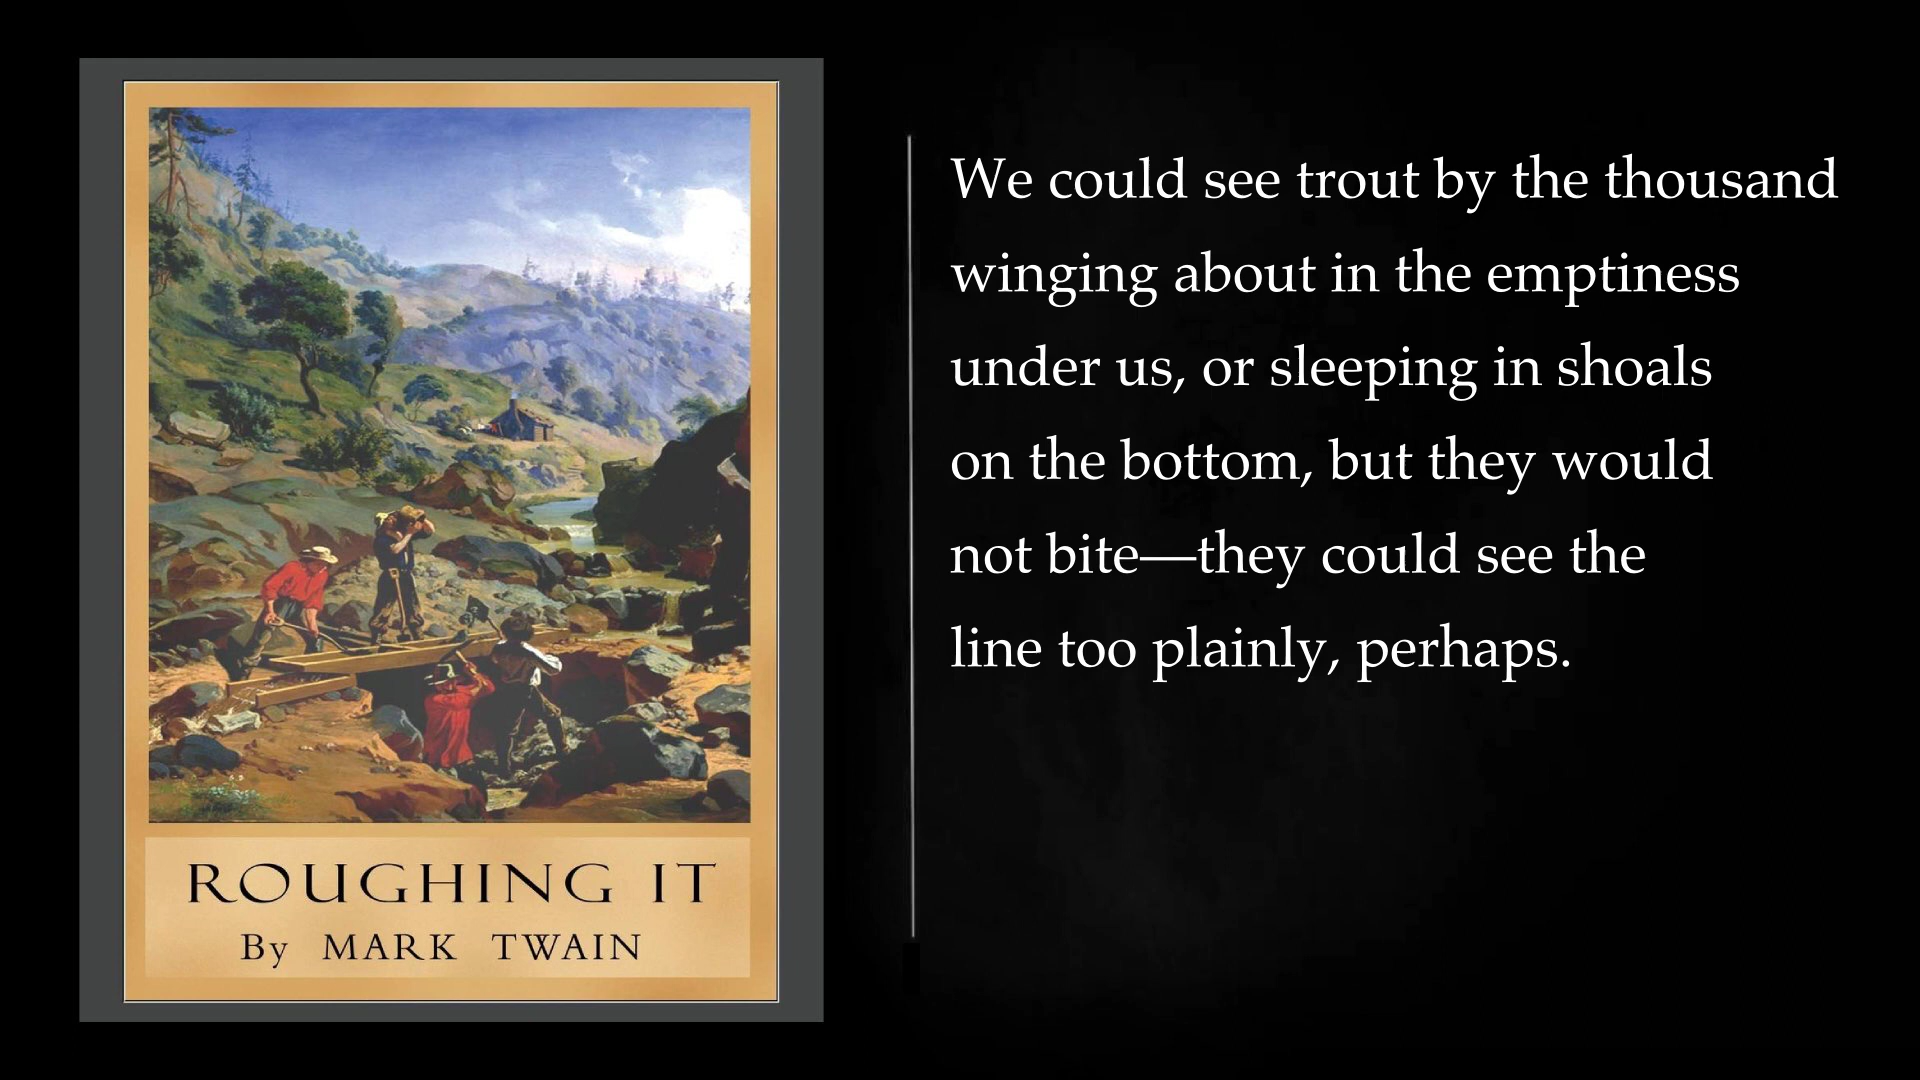 ROUGHING IT
By MARK TWAIN
We could see trout by the thousand
winging about in the emptiness
under us, or sleeping in shoals
on the bottom, but they would
not bite—they could see the
line too plainly, perhaps.